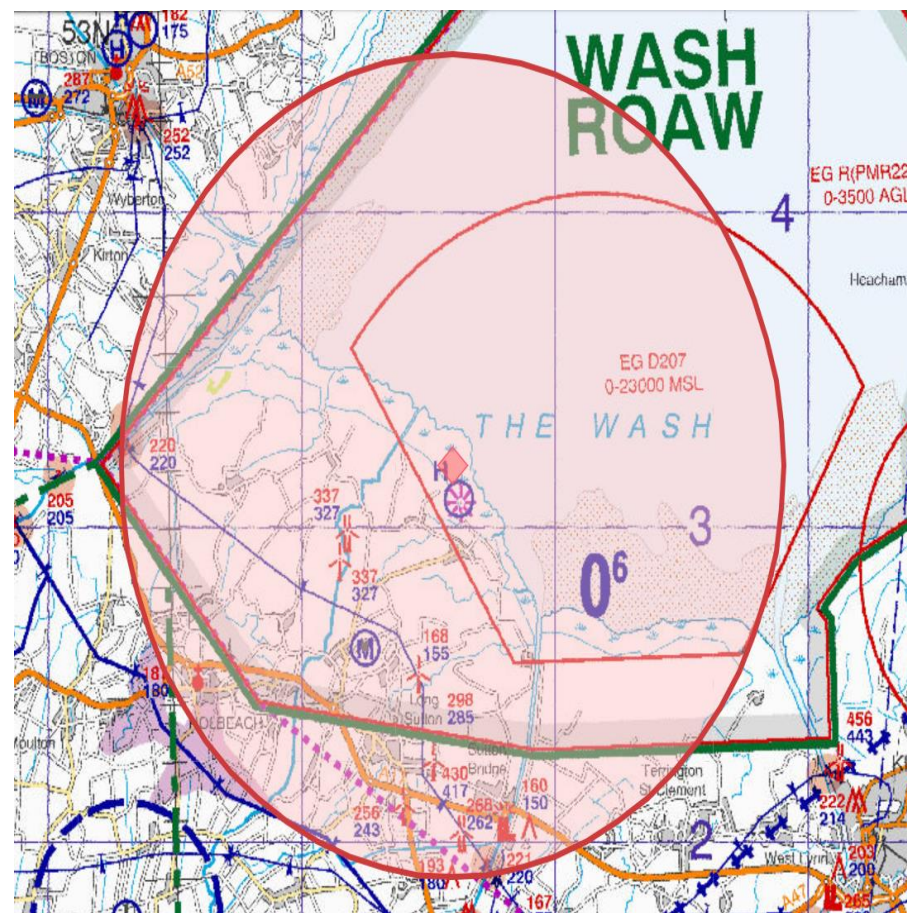 182
175
53N
H
BOSTON
A52
287
272
M
252
252
WASH
ROAW
EG R(PMR22
0-3500 AGL
Wyberton
4
Kirton
Heacham
EG D207
0-23000 MSL
THE WASH
220
220
H
205
205
337
327
3
337
327
0⁶
M
168
155
181
180
Long
Sutton
298
285
HOLBEACH
456
443
Moulton
Sutton
Bridge
430
417
Terrington
St Clement
160
150
256
243
268
262
222
214
2
193
180
221
220
West Lynn
203
200
A47
265
167